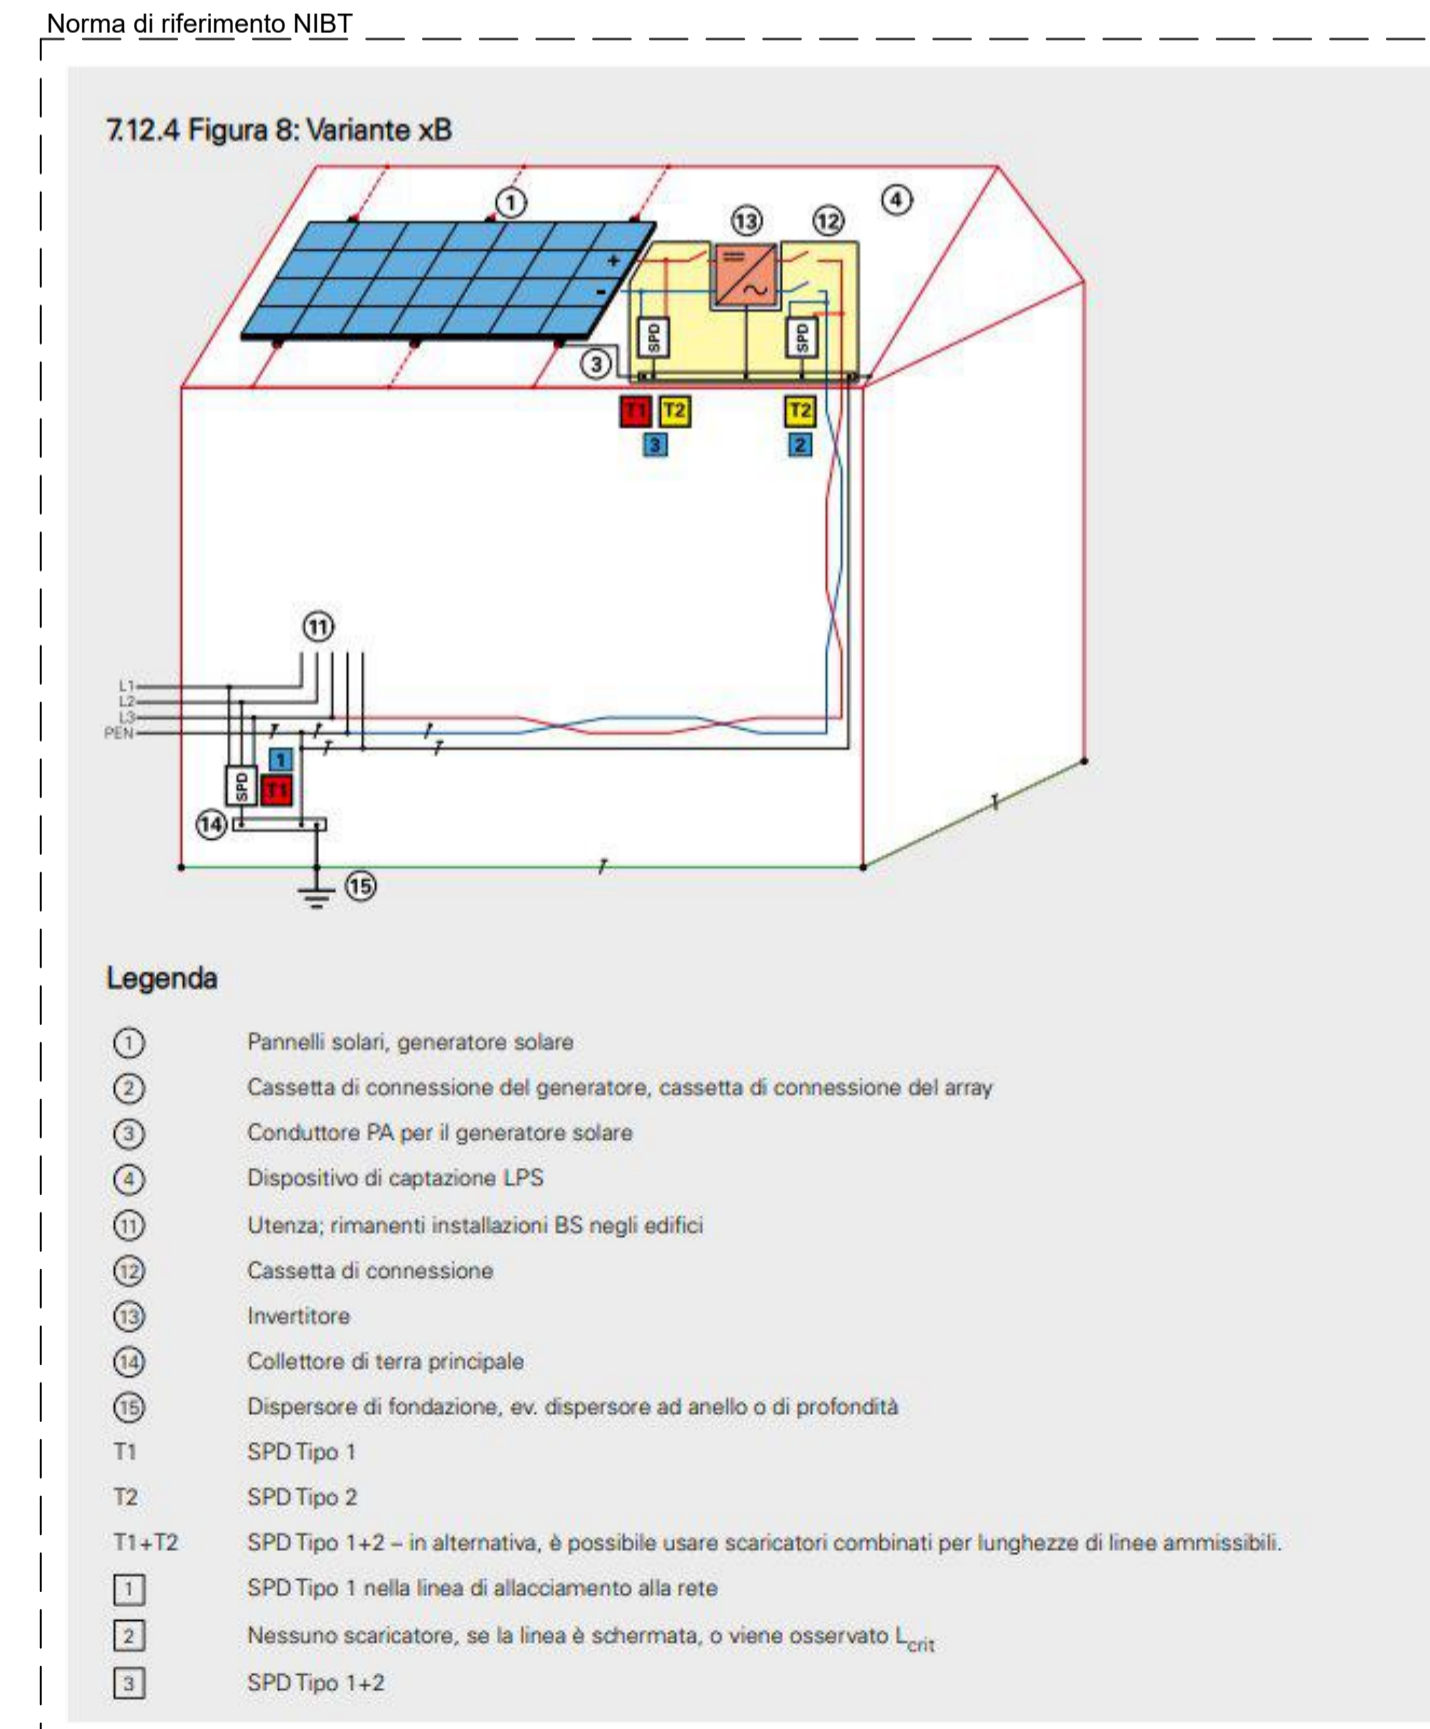 Norma di riferimento NIBT
7.12.4 Figura 8: Variante xB
1
13
12
4
+
-
SPD
SPD
3
T1 T2
T2
3
2
11
L1
L2
L3
PEN
1
SPD
T1
14
15
Legenda
1 Pannelli solari, generatore solare
2 Cassetta di connessione del generatore, cassetta di connessione del array
3 Conduttore PA per il generatore solare
4 Dispositivo di captazione LPS
11 Utenza; rimanenti installazioni BS negli edifici
12 Cassetta di connessione
13 Invertitore
14 Collettore di terra principale
15 Dispersore di fondazione, ev. dispersore ad anello o di profondità
T1 SPD Tipo 1
T2 SPD Tipo 2
T1+T2 SPD Tipo 1+2 – in alternativa, è possibile usare scaricatori combinati per lunghezze di linee ammissibili.
1 SPD Tipo 1 nella linea di allacciamento alla rete
2 Nessuno scaricatore, se la linea è schermata, o viene osservato Lcrit
3 SPD Tipo 1+2